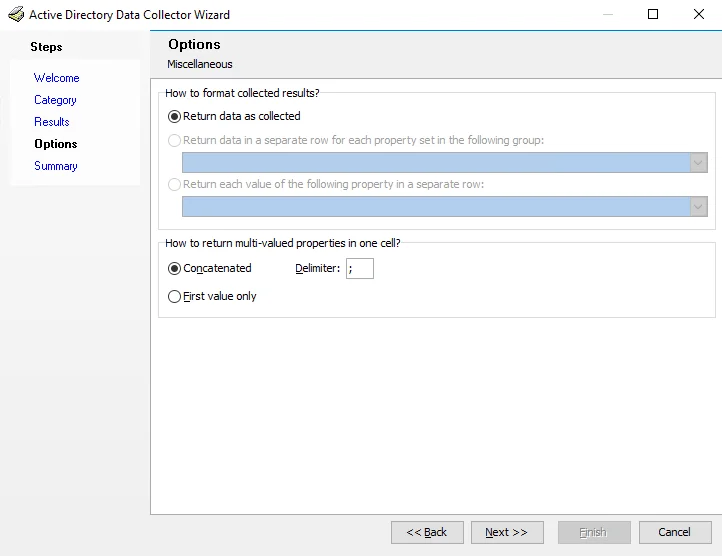 Active Directory Data Collector Wizard
Steps
Welcome
Category
Results
Options
Summary
Options
Miscellaneous
How to format collected results?
Return data as collected
Return data in a separate row for each property set in the following group:
Return each value of the following property in a separate row:
How to return multi-valued properties in one cell?
Concatenated Delimiter: ;
First value only
<< Back Next >> Finish Cancel